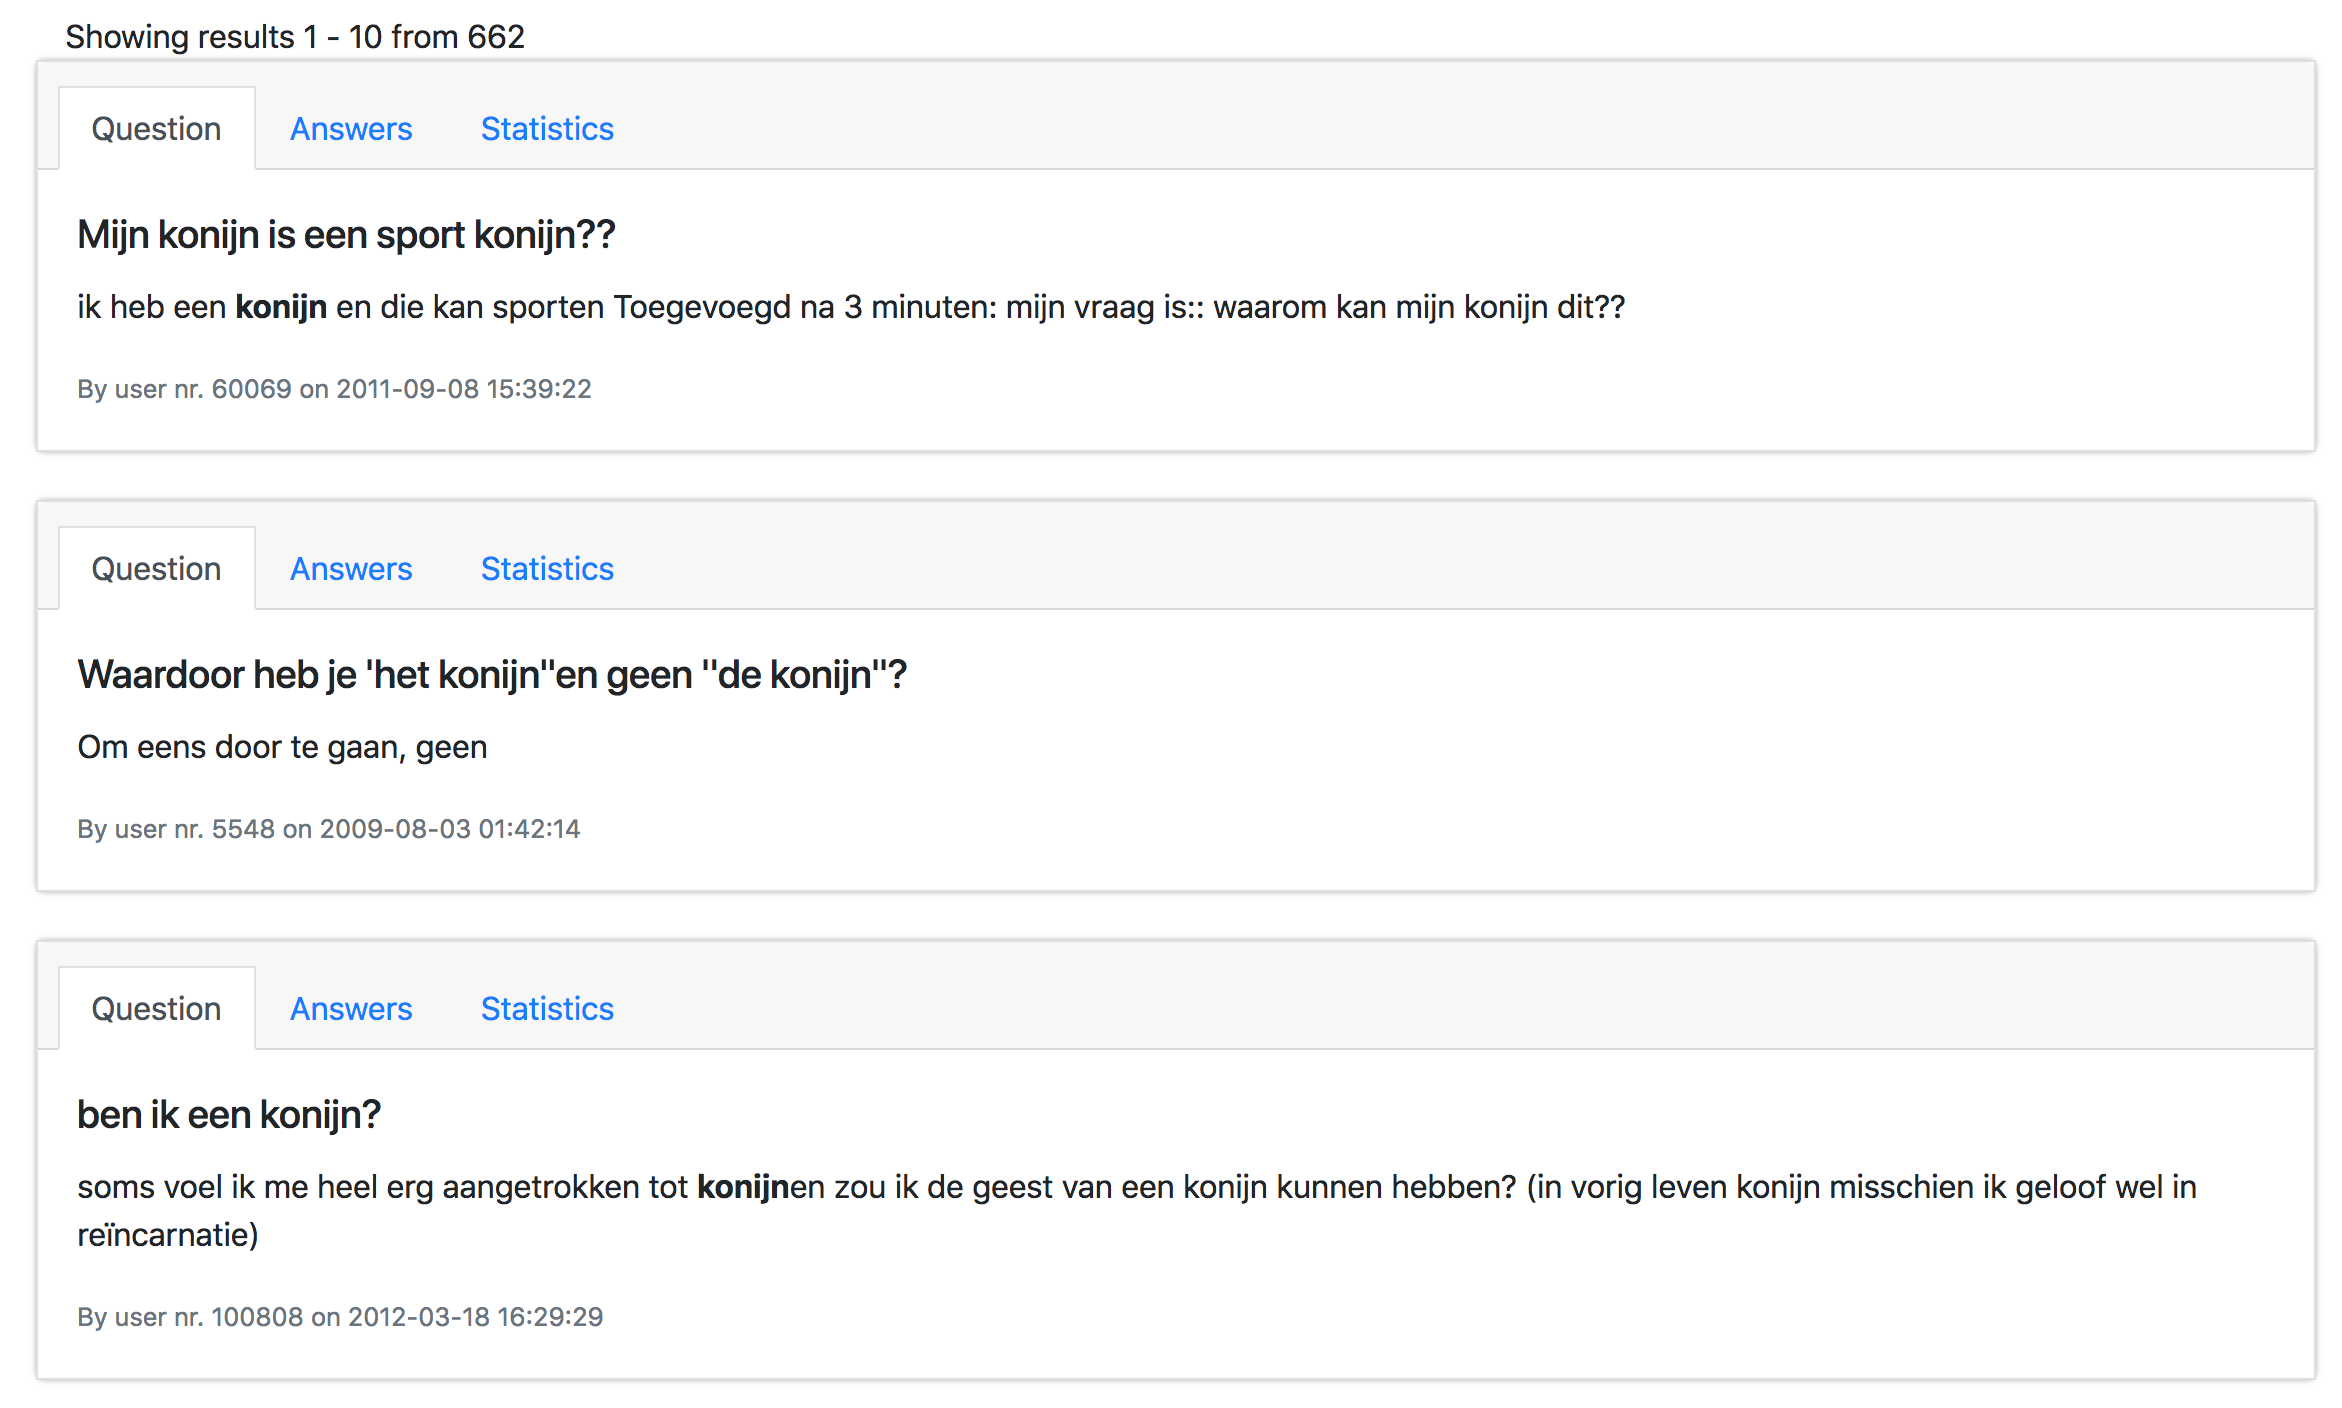 Showing results 1 - 10 from 662
Question Answers Statistics
Mijn konijn is een sport konijn??
ik heb een konijn en die kan sporten Toegevoegd na 3 minuten: mijn vraag is:: waarom kan mijn konijn dit??
By user nr. 60069 on 2011-09-08 15:39:22
Question Answers Statistics
Waardoor heb je 'het konijn"en geen "de konijn"?
Om eens door te gaan, geen
By user nr. 5548 on 2009-08-03 01:42:14
Question Answers Statistics
ben ik een konijn?
soms voel ik me heel erg aangetrokken tot konijnen zou ik de geest van een konijn kunnen hebben? (in vorig leven konijn misschien ik geloof wel in
reïncarnatie)
By user nr. 100808 on 2012-03-18 16:29:29